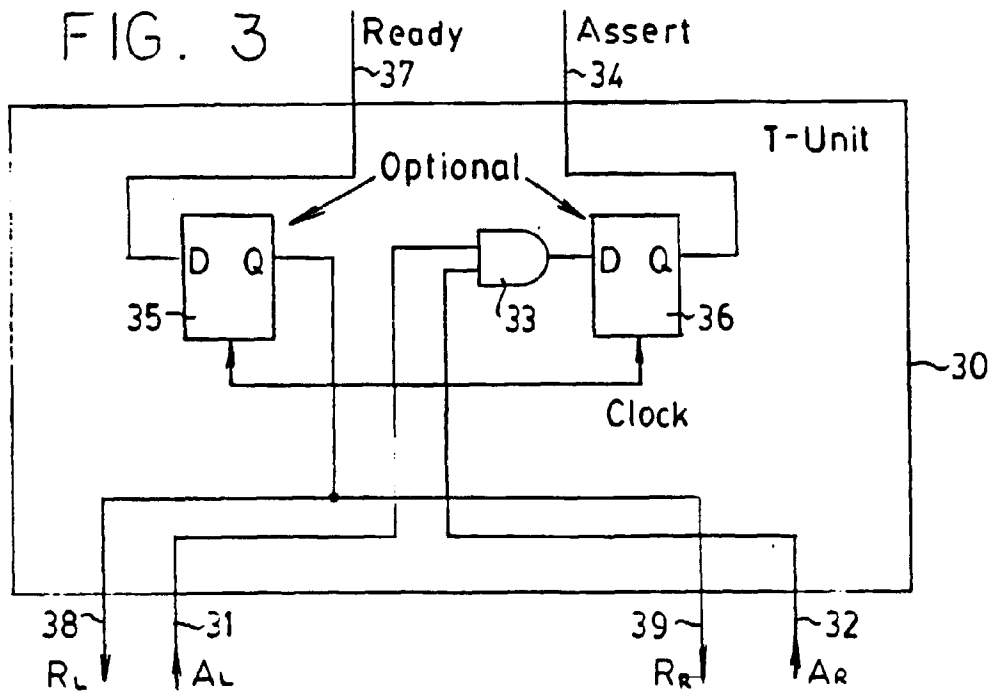 FIG. 3
Ready
Assert
37
34
T-Unit
Optional
D Q
D Q
35
33
36
30
Clock
38
31
39
32
RL
AL
RR
AR